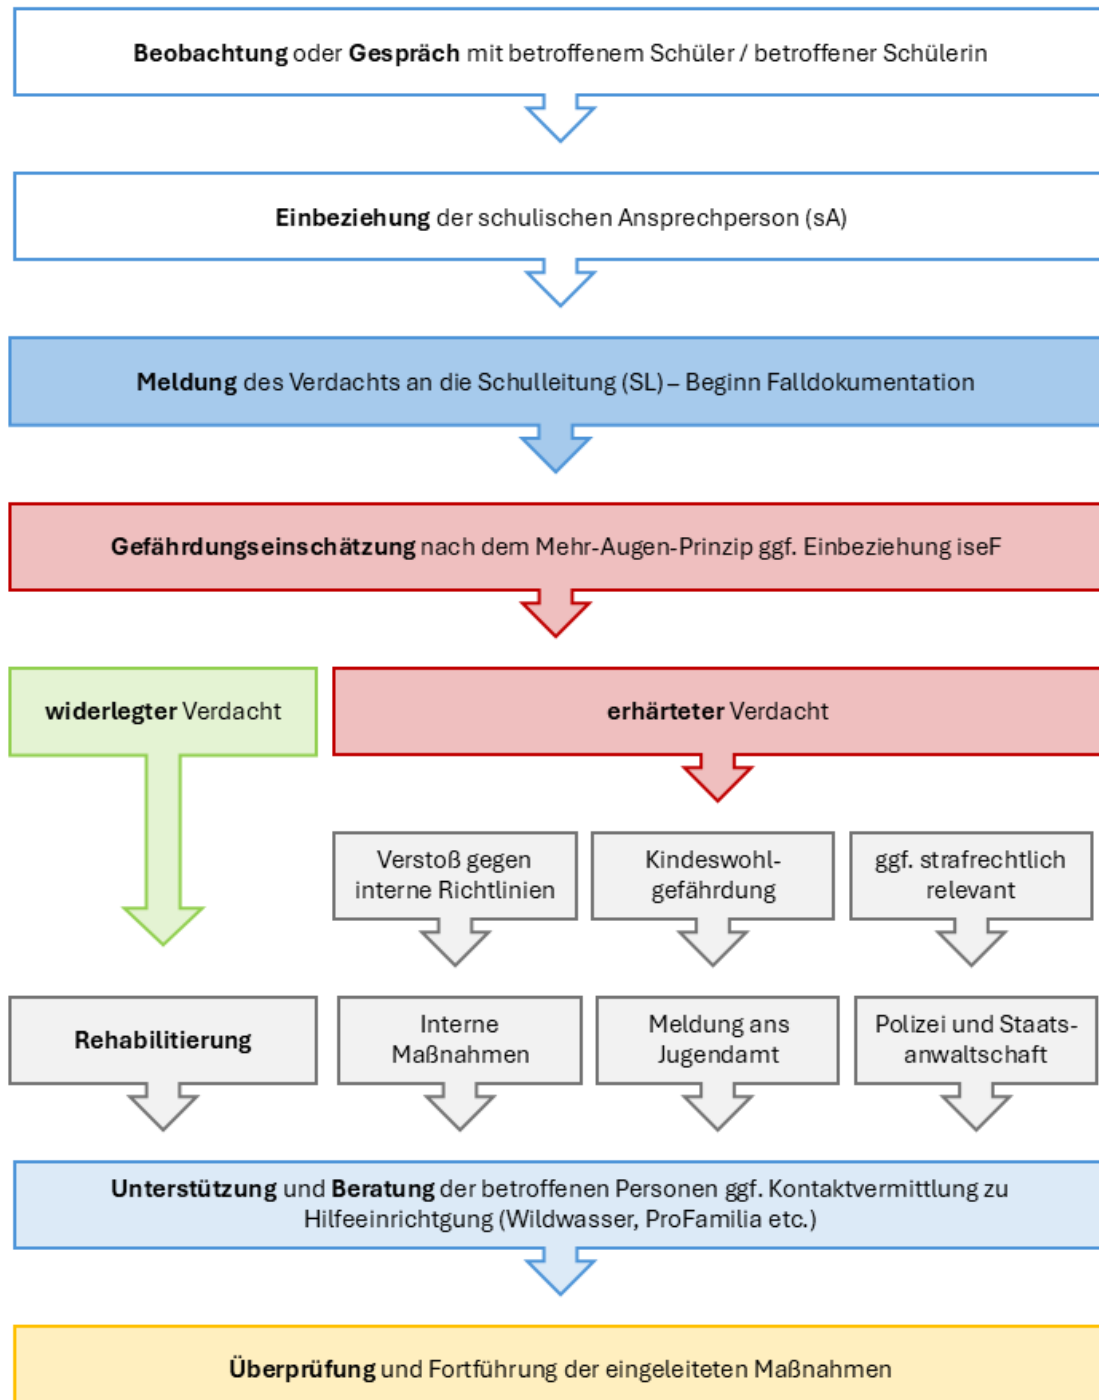 Beobachtung oder Gespräch mit betroffenem Schüler / betroffener Schülerin
Einbeziehung der schulischen Ansprechperson (sA)
Meldung des Verdachts an die Schulleitung (SL) – Beginn Falldokumentation
Gefährdungseinschätzung nach dem Mehr-Augen-Prinzip ggf. Einbeziehung iseF
widerlegter Verdacht
erhärteter Verdacht
Verstoß gegen
interne Richtlinien
Kindeswohl-
gefährdung
ggf. strafrechtlich
relevant
Rehabilitierung
Interne
Maßnahmen
Meldung ans
Jugendamt
Polizei und Staats-
anwaltschaft
Unterstützung und Beratung der betroffenen Personen ggf. Kontaktvermittlung zu
Hilfeeinrichtgung (Wildwasser, ProFamilia etc.)
Überprüfung und Fortführung der eingeleiteten Maßnahmen